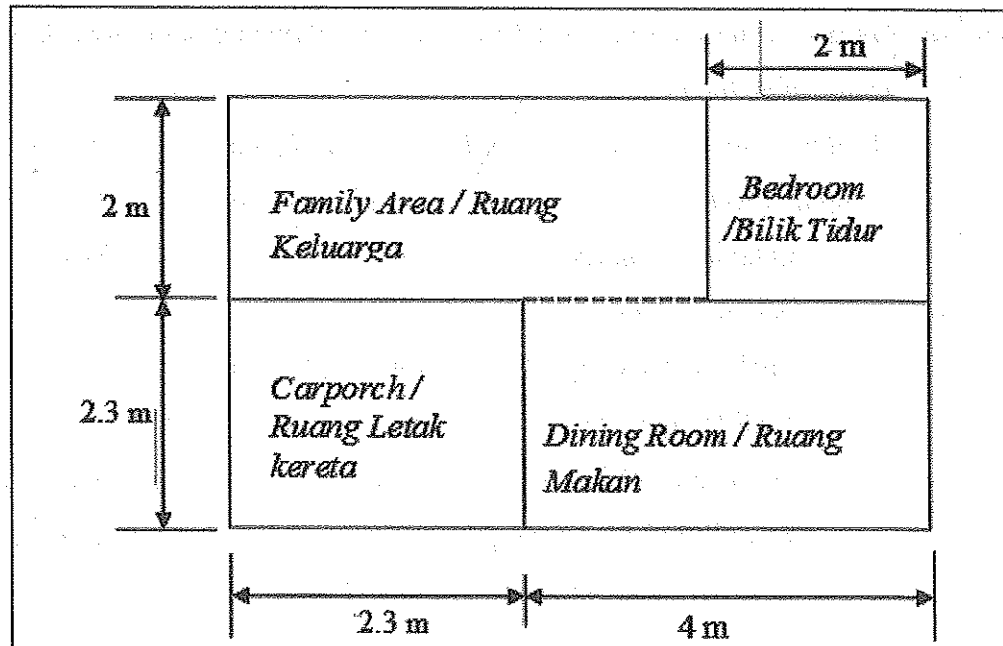 2 m
2 m
Family Area / Ruang
Keluarga
Bedroom
/Bilik Tidur
2.3 m
Carporch /
Ruang Letak
kereta
Dining Room / Ruang
Makan
2.3 m
4 m